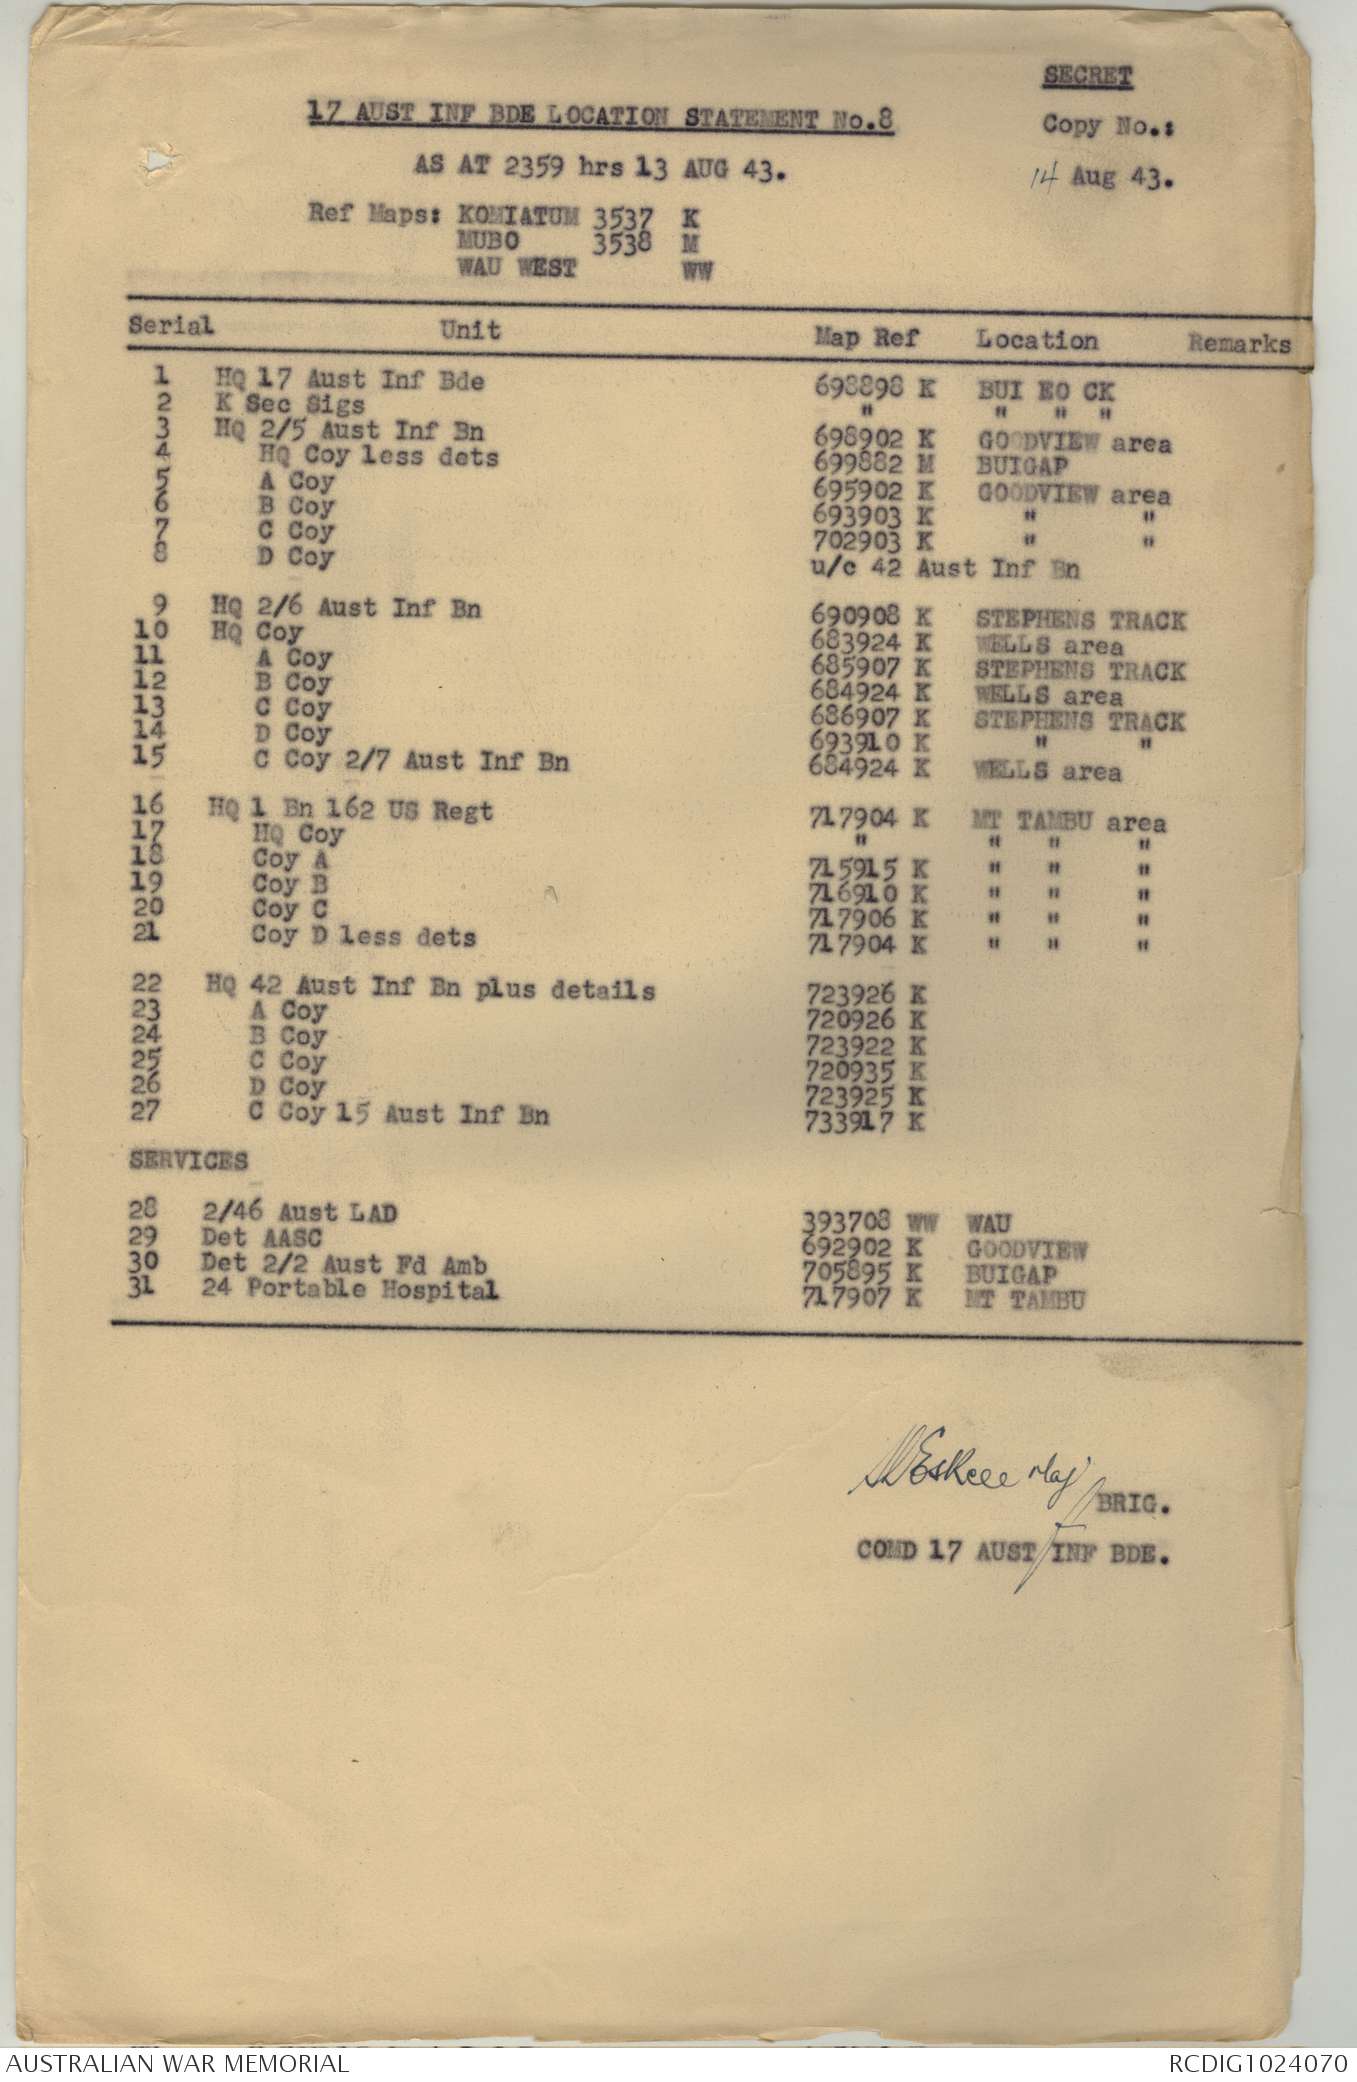 SECRET
17 AUST INF BDE LOCATION STATEMENT No.8
Copy No.:
AS AT 2359 hrs 13 AUG 43.
14 Aug 43.
Ref Maps: KOMIATUM 3537 K
MUBO 3538 M
WAU WEST WW
Serial Unit Map Ref Location Remarks
1 HQ 17 Aust Inf Bde 698898 K BUI EO CK
2 K Sec Sigs " " " "
3 HQ 2/5 Aust Inf Bn 698902 K GOODVIEW area
4 HQ Coy less dets 699882 M BUIGAP
5 A Coy 695902 K GOODVIEW area
6 B Coy 693903 K " "
7 C Coy 702903 K " "
8 D Coy u/c 42 Aust Inf Bn
9 HQ 2/6 Aust Inf Bn 690908 K STEPHENS TRACK
10 HQ Coy 683924 K WELLS area
11 A Coy 685907 K STEPHENS TRACK
12 B Coy 684924 K WELLS area
13 C Coy 686907 K STEPHENS TRACK
14 D Coy 693910 K " "
15 C Coy 2/7 Aust Inf Bn 684924 K WELLS area
16 HQ 1 Bn 162 US Regt 717904 K MT TAMBU area
17 HQ Coy " " " "
18 Coy A 715915 K " " "
19 Coy B 716910 K " " "
20 Coy C 717906 K " " "
21 Coy D less dets 717904 K " " "
22 HQ 42 Aust Inf Bn plus details 723926 K
23 A Coy 720926 K
24 B Coy 723922 K
25 C Coy 720935 K
26 D Coy 723925 K
27 C Coy 15 Aust Inf Bn 733917 K
SERVICES
28 2/46 Aust LAD 393708 WW WAU
29 Det AASC 692902 K GOODVIEW
30 Det 2/2 Aust Fd Amb 705895 K BUIGAP
31 24 Portable Hospital 717907 K MT TAMBU
Maj
BRIG.
COMD 17 AUST INF BDE.
AUSTRALIAN WAR MEMORIAL
RCDIG1024070